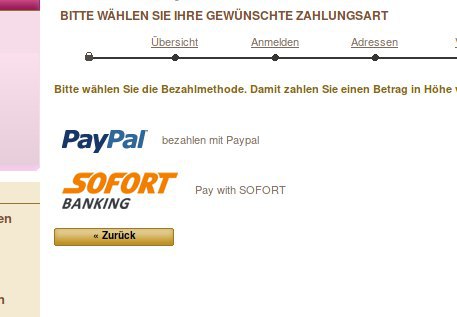 BITTE WÄHLEN SIE IHRE GEWÜNSCHTE ZAHLUNGSART
Übersicht Anmelden Adressen
Bitte wählen Sie die Bezahlmethode. Damit zahlen Sie einen Betrag in Höhe
PayPal bezahlen mit Paypal
SOFORT
BANKING
Pay with SOFORT
en
« Zurück